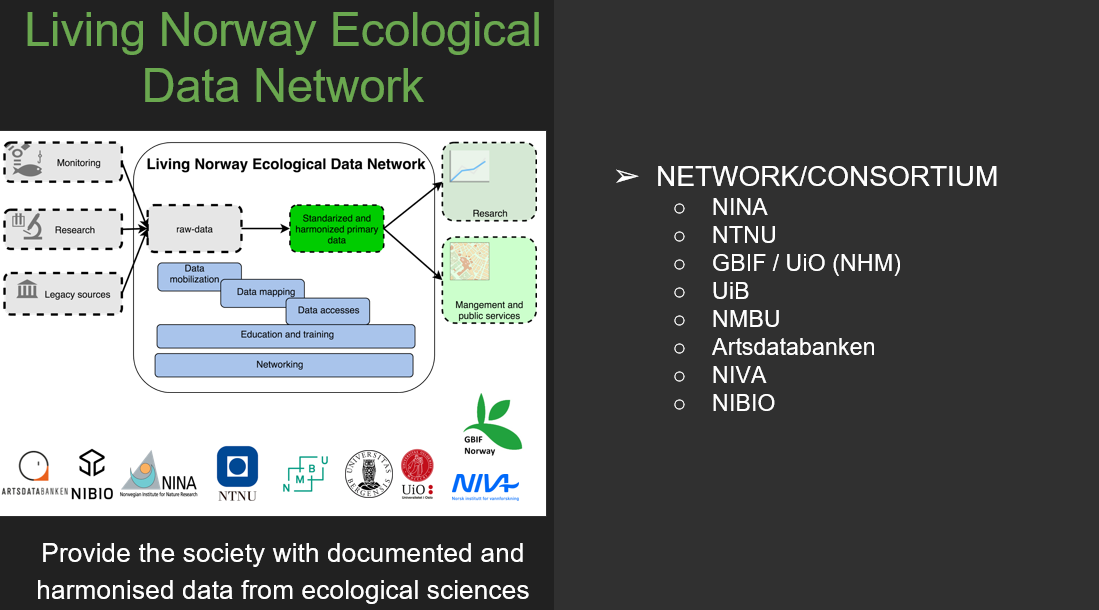 Living Norway Ecological
Data Network
Living Norway Ecological Data Network
Monitoring
Research
Legacy sources
raw-data
Standarized and
harmonized primary
data
Resarch
Mangement and
public services
Data
mobilization
Data mapping
Data accesses
Education and training
Networking
GBIF
Norway
ARTSDATABANKEN
NIBIO
NINA
Norwegian Institute for Nature Research
NTNU
N M B U
UNIVERSITAS BERGENSIS
UiO
Universitetet i Oslo
NIVA
Norsk institutt for vannforskning
Provide the society with documented and
harmonised data from ecological sciences
➢ NETWORK/CONSORTIUM
○ NINA
○ NTNU
○ GBIF / UiO (NHM)
○ UiB
○ NMBU
○ Artsdatabanken
○ NIVA
○ NIBIO